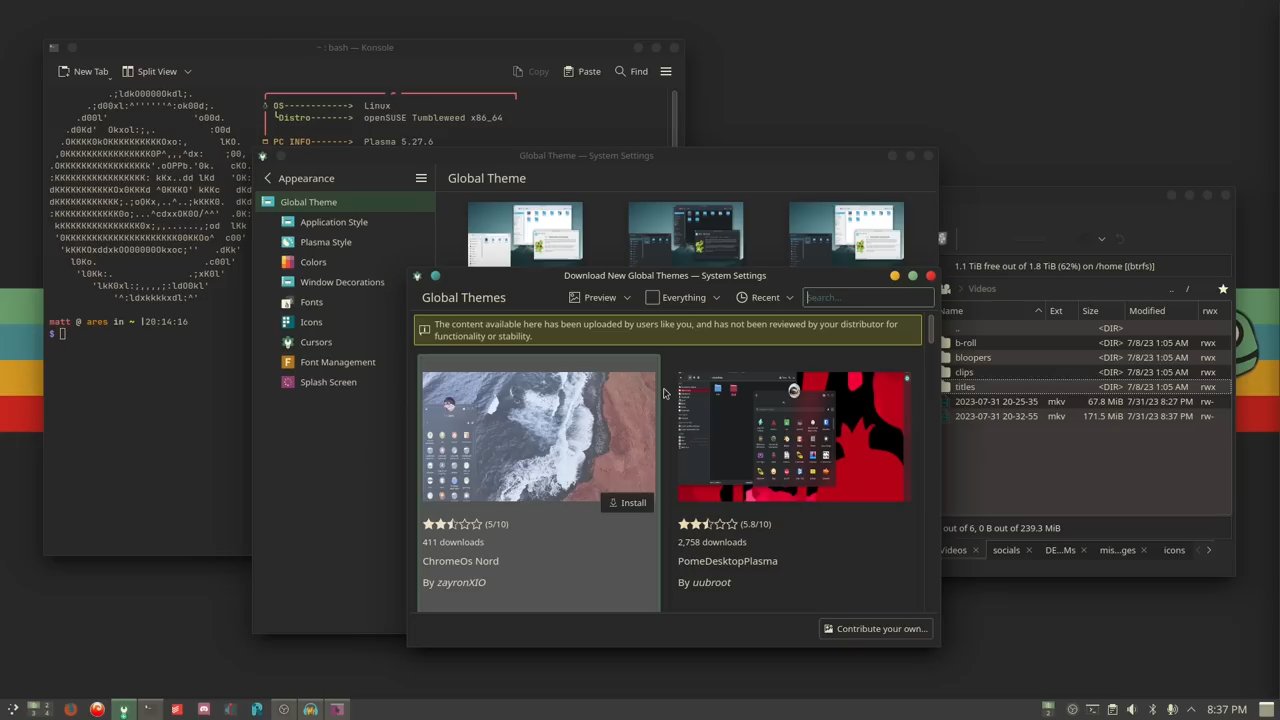 ~ : bash — Konsole
New Tab
Split View
Copy
Paste
Find
OS------------> Linux
Distro-------> openSUSE Tumbleweed x86_64
PC INFO-------> Plasma 5.27.6
matt @ ares in ~ |20:14:16
$
Global Theme — System Settings
Appearance
Global Theme
Global Theme
Application Style
Plasma Style
Colors
Window Decorations
Fonts
Icons
Cursors
Font Management
Splash Screen
Download New Global Themes — System Settings
Global Themes
Preview
Everything
Recent
Search...
The content available here has been uploaded by users like you, and has not been reviewed by your distributor for
functionality or stability.
Install
(5/10)
411 downloads
ChromeOs Nord
By zayronXIO
(5.8/10)
2,758 downloads
PomeDesktopPlasma
By uubroot
Contribute your own...
1.1 TiB free out of 1.8 TiB (62%) on /home [(btrfs)]
Videos
.. /
Name Ext Size Modified rwx
.. <DIR>
b-roll <DIR> 7/8/23 1:05 AM rwx
bloopers <DIR> 7/8/23 1:05 AM rwx
clips <DIR> 7/8/23 1:05 AM rwx
titles <DIR> 7/8/23 1:05 AM rwx
2023-07-31 20-25-35 mkv 67.8 MiB 7/31/23 8:27 PM rw-
2023-07-31 20-32-55 mkv 171.5 MiB 7/31/23 8:37 PM rw-
out of 6, 0 B out of 239.3 MiB
Videos
socials
DE...Ms
mis...ges
icons
8:37 PM